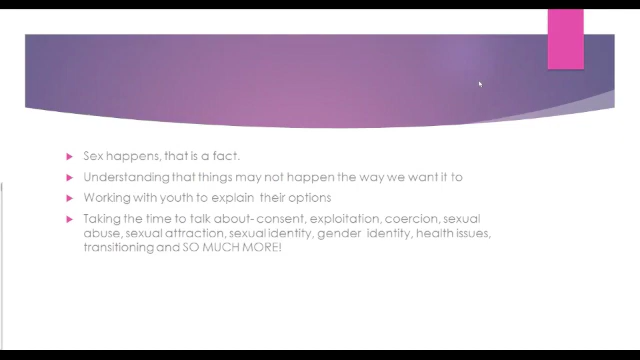 Sex happens, that is a fact.
Understanding that things may not happen the way we want it to
Working with youth to explain their options
Taking the time to talk about- consent, exploitation, coercion, sexual
abuse, sexual attraction, sexual identity, gender identity, health issues,
transitioning and SO MUCH MORE!